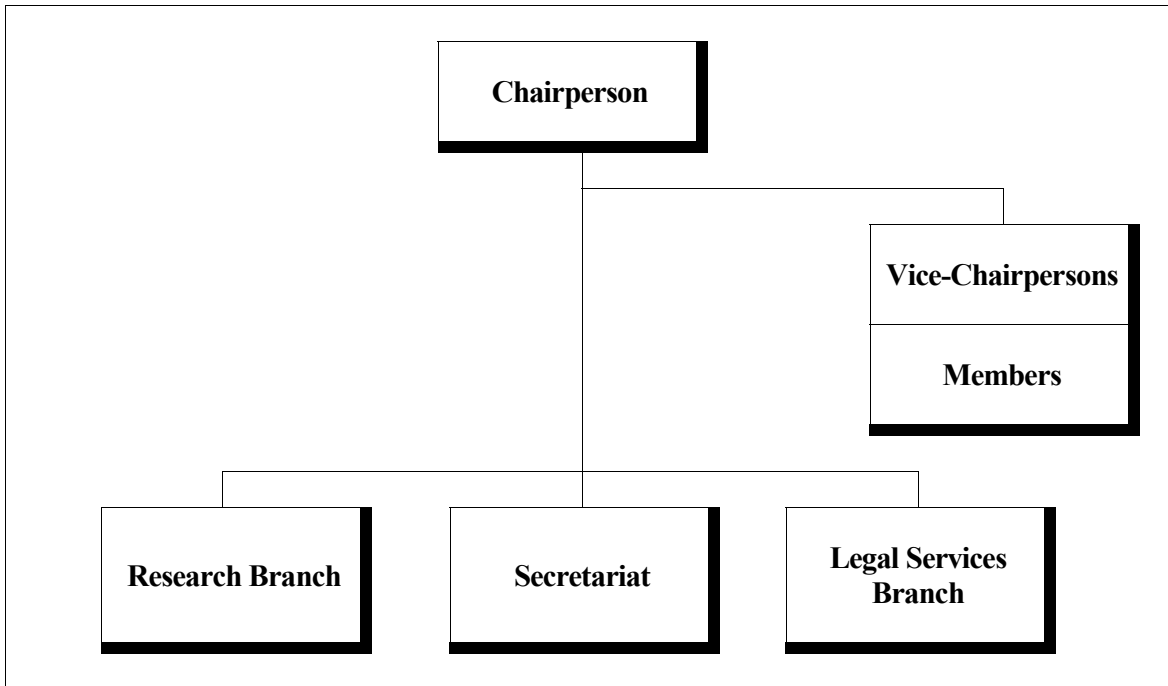 Chairperson
Vice-Chairpersons
Members
Research Branch
Secretariat
Legal Services
Branch